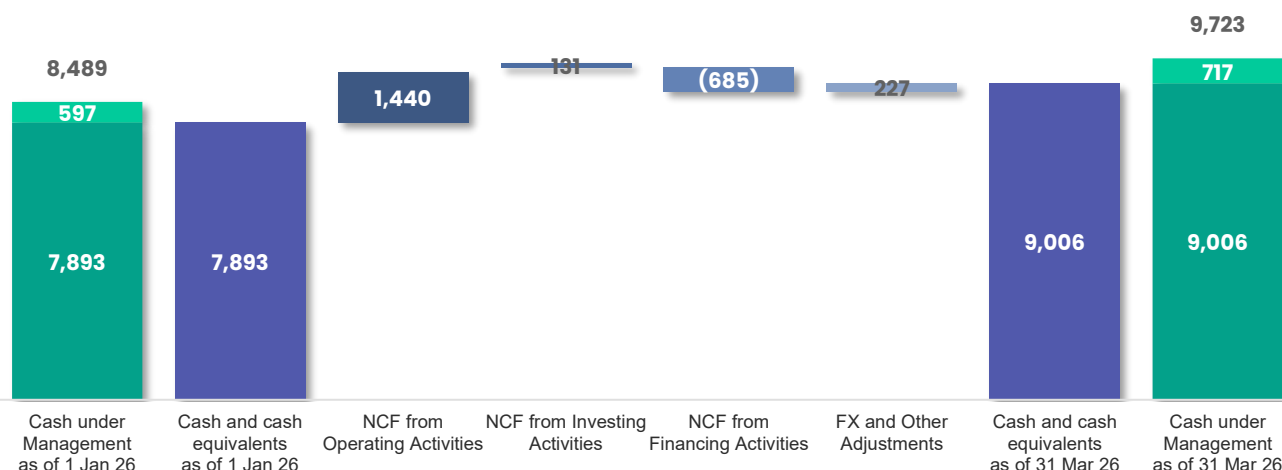 9,723
8,489
131
717
(685)
227
1,440
597
7,893
7,893
9,006
9,006
Cash under
Management
as of 1 Jan 26
Cash and cash
equivalents
as of 1 Jan 26
NCF from
Operating Activities
NCF from Investing
Activities
NCF from
Financing Activities
FX and Other
Adjustments
Cash and cash
equivalents
as of 31 Mar 26
Cash under
Management
as of 31 Mar 26